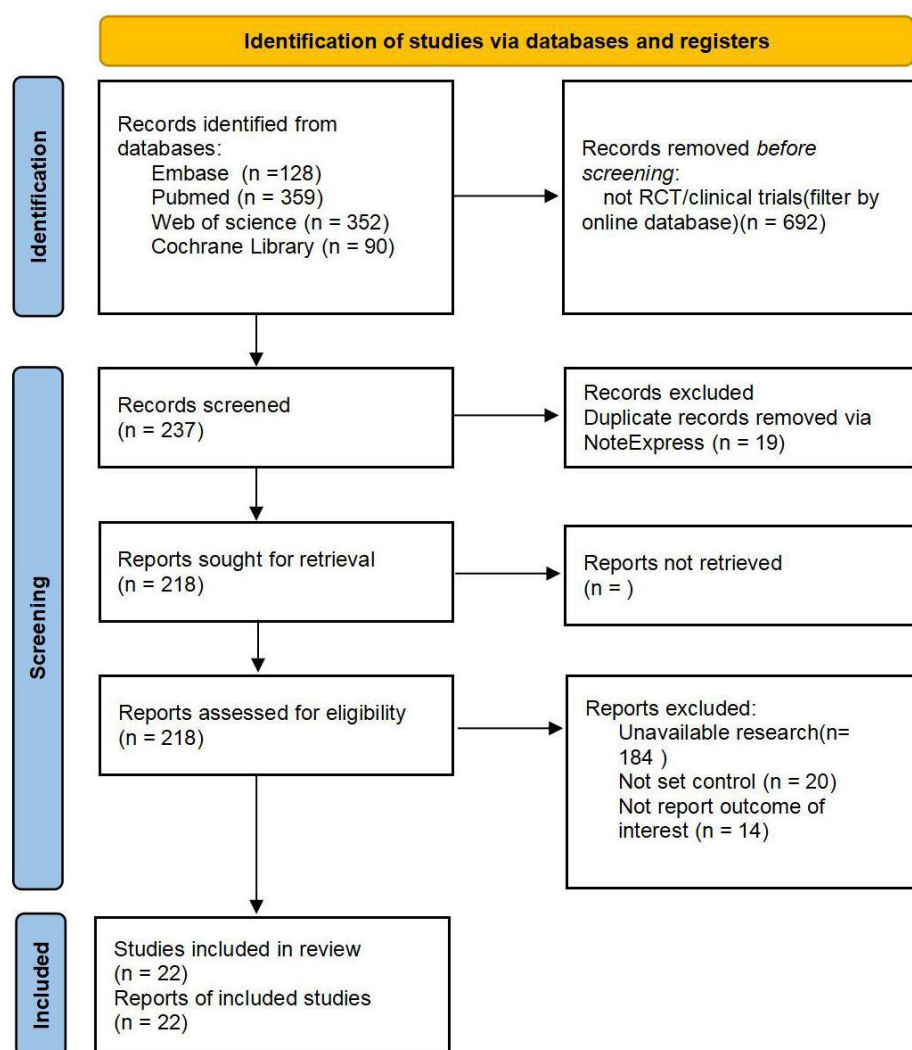 Identification of studies via databases and registers
Identification
Records identified from
databases:
Embase (n =128)
Pubmed (n = 359)
Web of science (n = 352)
Cochrane Library (n = 90)
Records removed before
screening:
not RCT/clinical trials(filter by
online database)(n = 692)
Screening
Records screened
(n = 237)
Records excluded
Duplicate records removed via
NoteExpress (n = 19)
Reports sought for retrieval
(n = 218)
Reports not retrieved
(n = )
Reports assessed for eligibility
(n = 218)
Reports excluded:
Unavailable research(n=
184 )
Not set control (n = 20)
Not report outcome of
interest (n = 14)
Included
Studies included in review
(n = 22)
Reports of included studies
(n = 22)